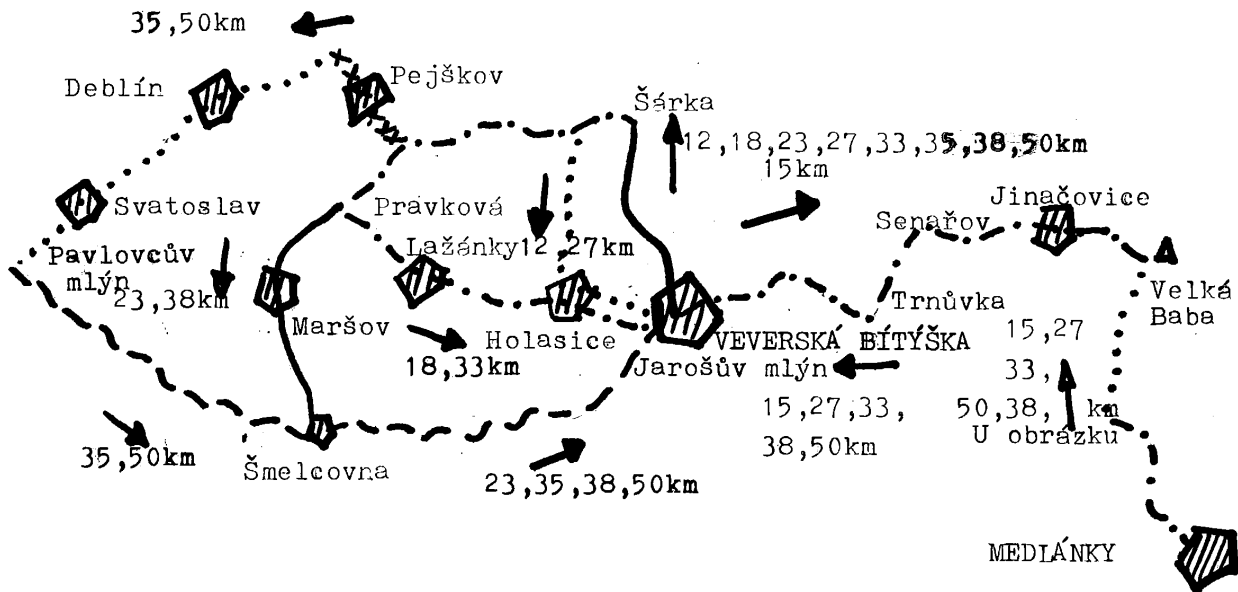 35,50km
Deblín
Pejškov
Šárka
12,18,23,27,33,35,38,50km
15km
Svatoslav
Pravková
Senařov
Jinačovice
Pavlovcův
mlýn
Lažánky
12,27km
23,38km
Maršov
Holasice
Trnůvka
Velká
Baba
18,33km
VEVERSKÁ BÍTÝŠKA
Jarošův mlýn
15,27
33,
50,38, km
U obrázku
15,27,33,
38,50km
35,50km
Šmelcovna
23,35,38,50km
MEDLÁNKY